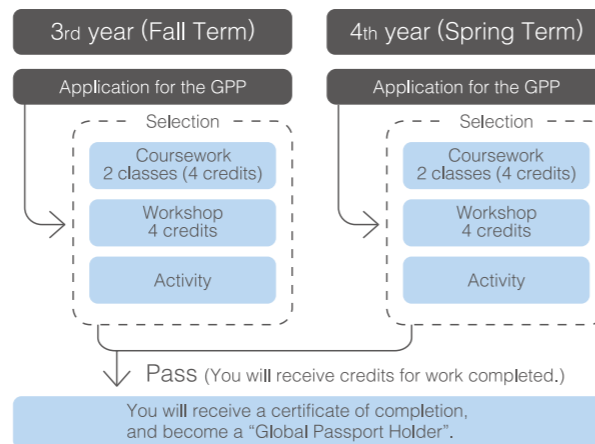 3rd year (Fall Term)
Application for the GPP
Selection
Coursework
2 classes (4 credits)
Workshop
4 credits
Activity
4th year (Spring Term)
Application for the GPP
Selection
Coursework
2 classes (4 credits)
Workshop
4 credits
Activity
Pass (You will receive credits for work completed.)
You will receive a certificate of completion,
and become a “Global Passport Holder”.